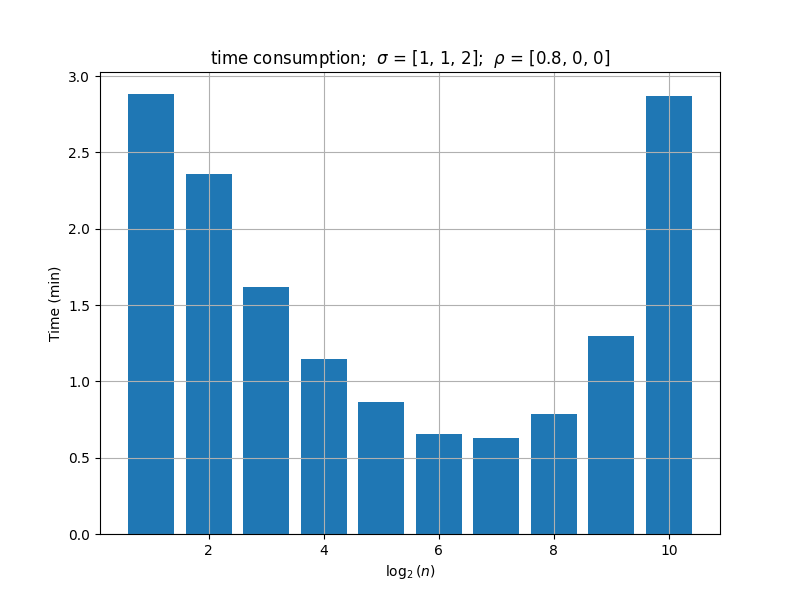 time consumption; σ = [1, 1, 2]; ρ = [0.8, 0, 0]
3.0
2.5
2.0
1.5
1.0
0.5
0.0
Time (min)
2 4 6 8 10
log₂(n)